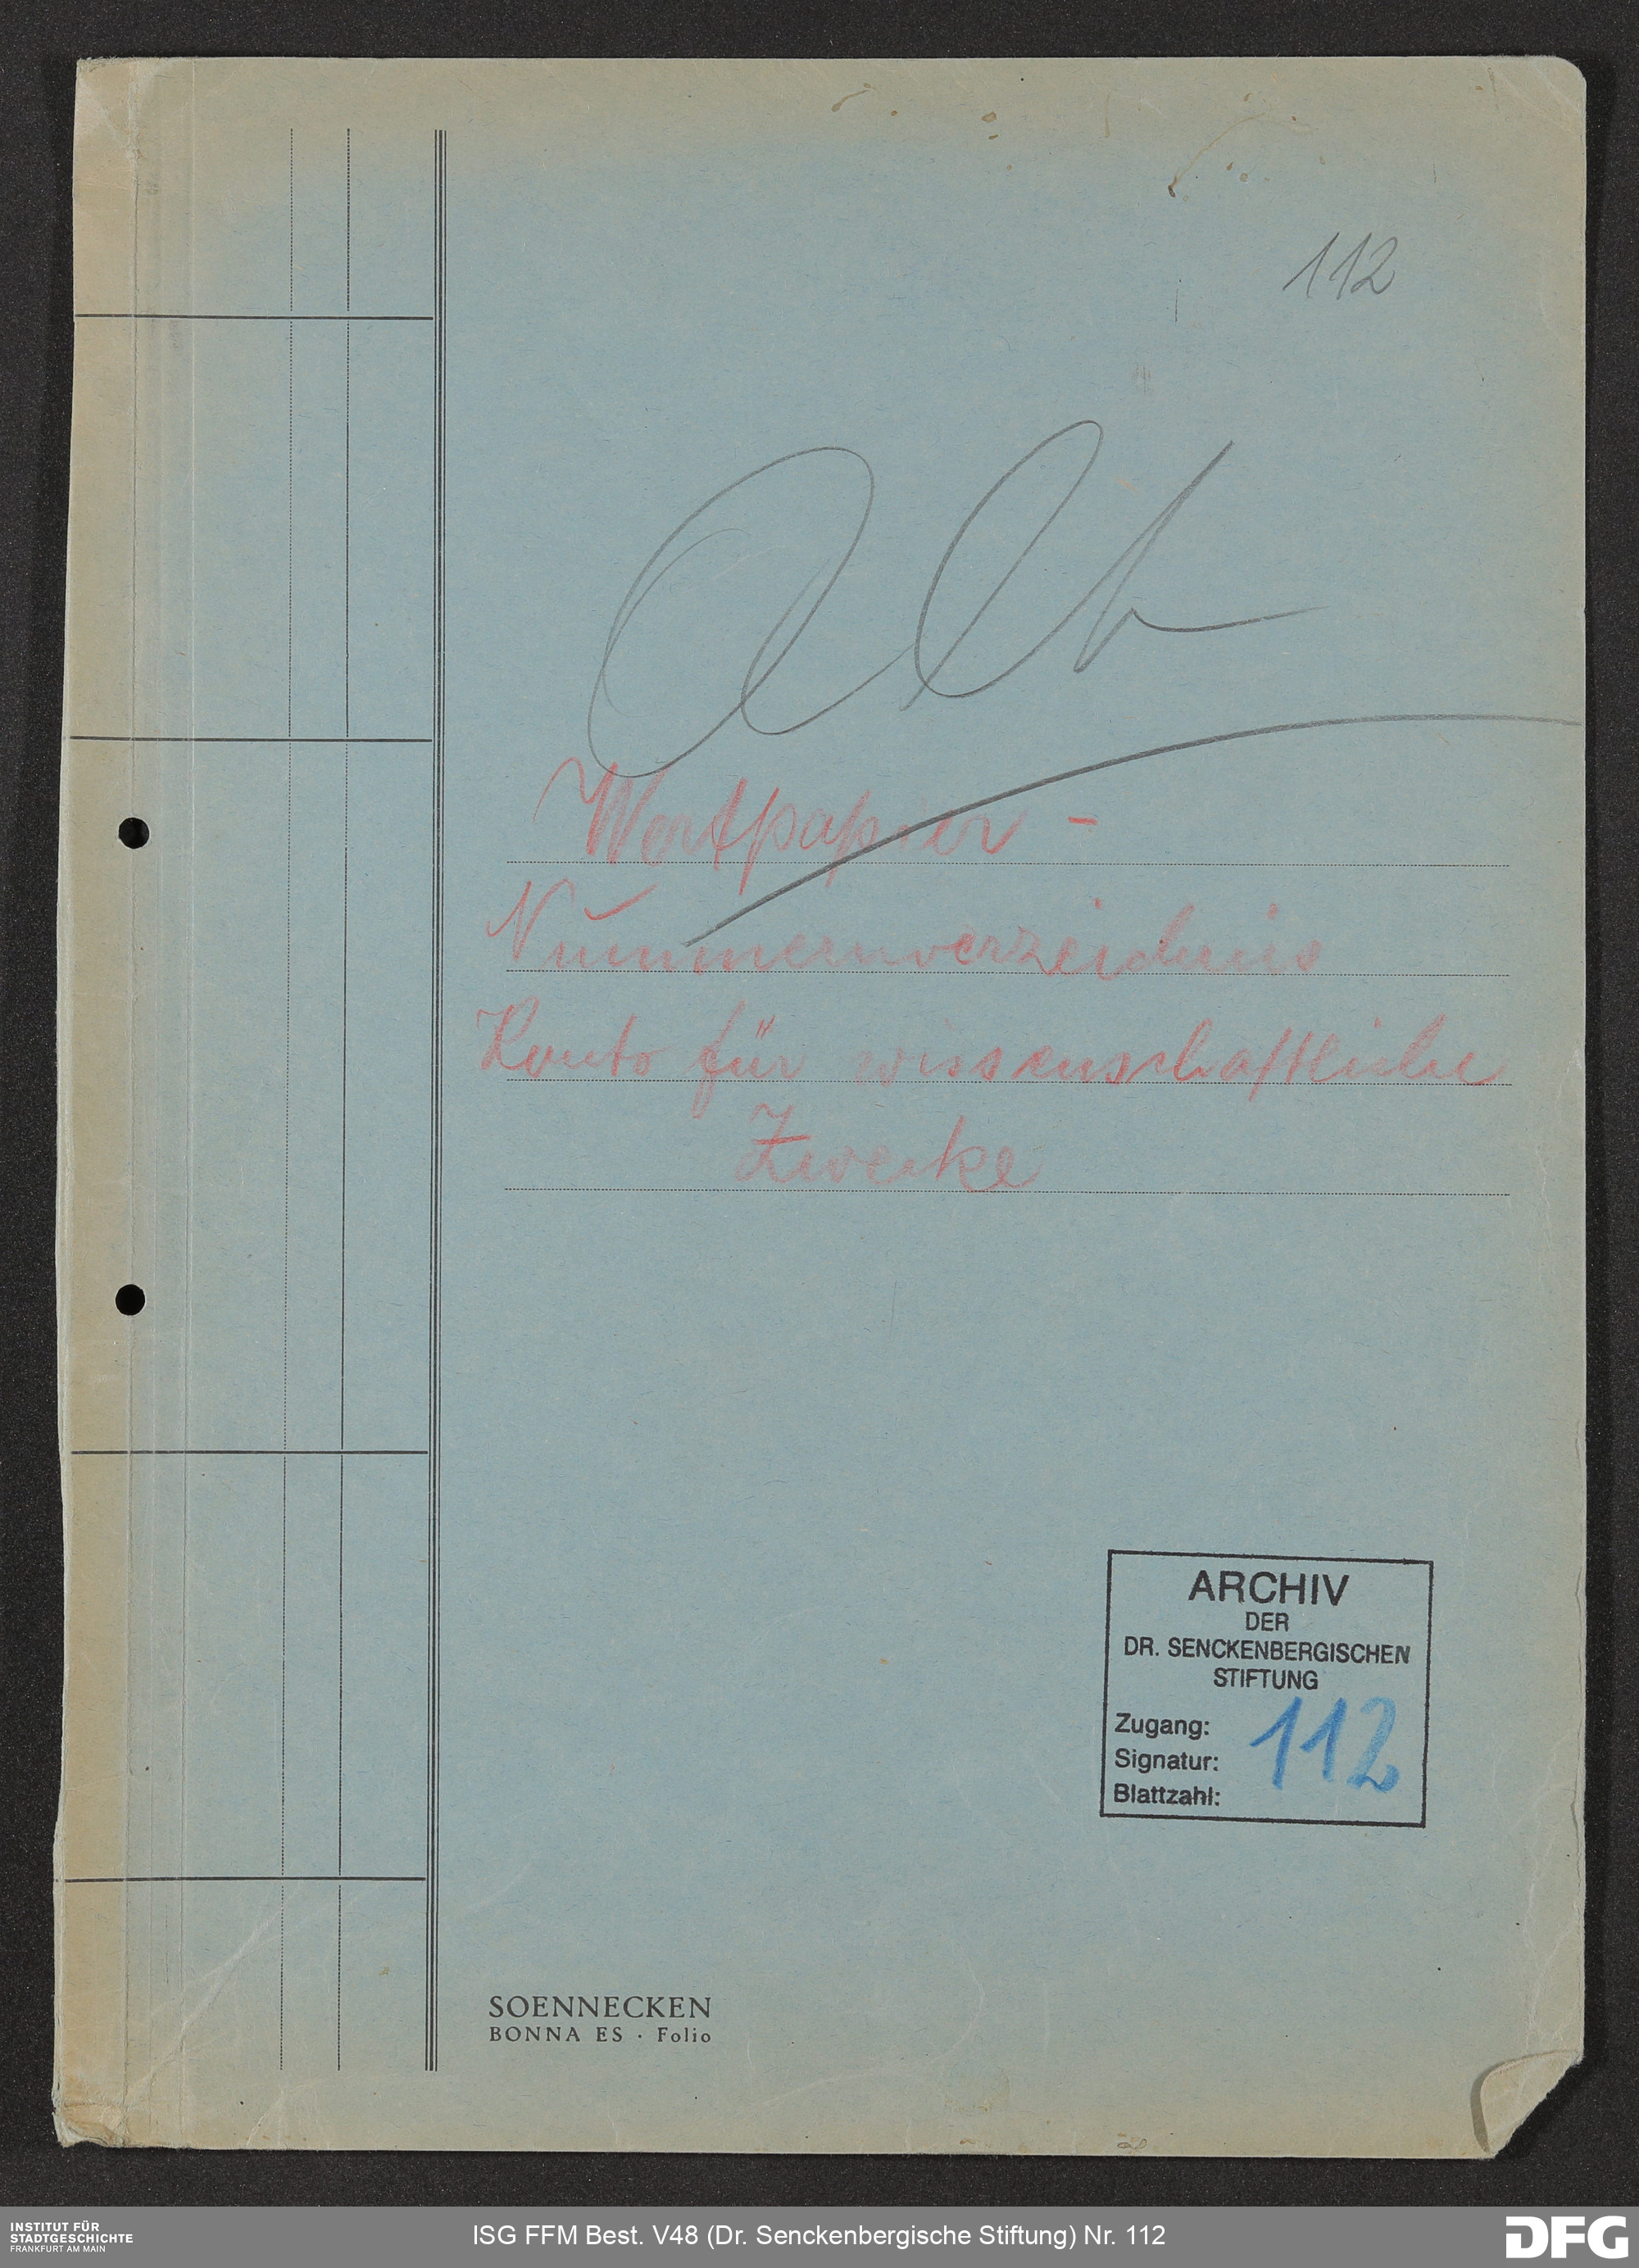 112
Alt
Wertpapier -
Nummernverzeichnis
Konto für wissenschaftliche
Zwecke
ARCHIV
DER
DR. SENCKENBERGISCHEN
STIFTUNG
Zugang:
Signatur: 112
Blattzahl:
SOENNECKEN
BONNA ES · Folio
INSTITUT FÜR
STADTGESCHICHTE
FRANKFURT AM MAIN
ISG FFM Best. V48 (Dr. Senckenbergische Stiftung) Nr. 112
DFG